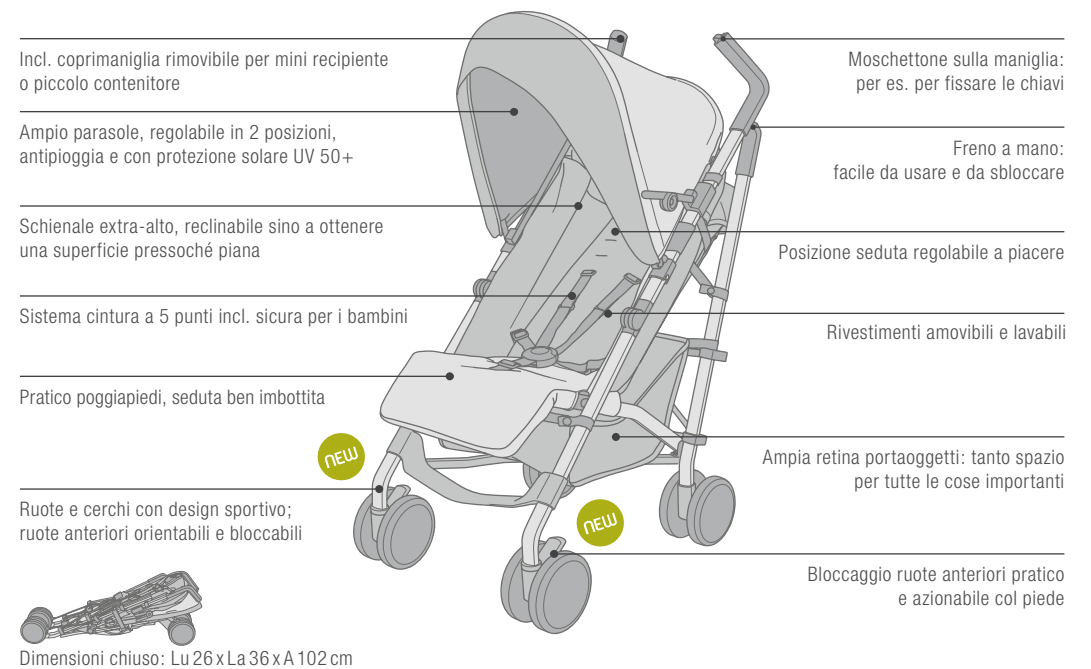 Incl. coprimaniglia rimovibile per mini recipiente
o piccolo contenitore
Ampio parasole, regolabile in 2 posizioni,
antipioggia e con protezione solare UV 50+
Schienale extra-alto, reclinabile sino a ottenere
una superficie pressoché piana
Sistema cintura a 5 punti incl. sicura per i bambini
Pratico poggiapiedi, seduta ben imbottita
NEW
Ruote e cerchi con design sportivo;
ruote anteriori orientabili e bloccabili
Dimensioni chiuso: Lu 26 x La 36 x A 102 cm
Moschettone sulla maniglia:
per es. per fissare le chiavi
Freno a mano:
facile da usare e da sbloccare
Posizione seduta regolabile a piacere
Rivestimenti amovibili e lavabili
Ampia retina portaoggetti: tanto spazio
per tutte le cose importanti
NEW
Bloccaggio ruote anteriori pratico
e azionabile col piede